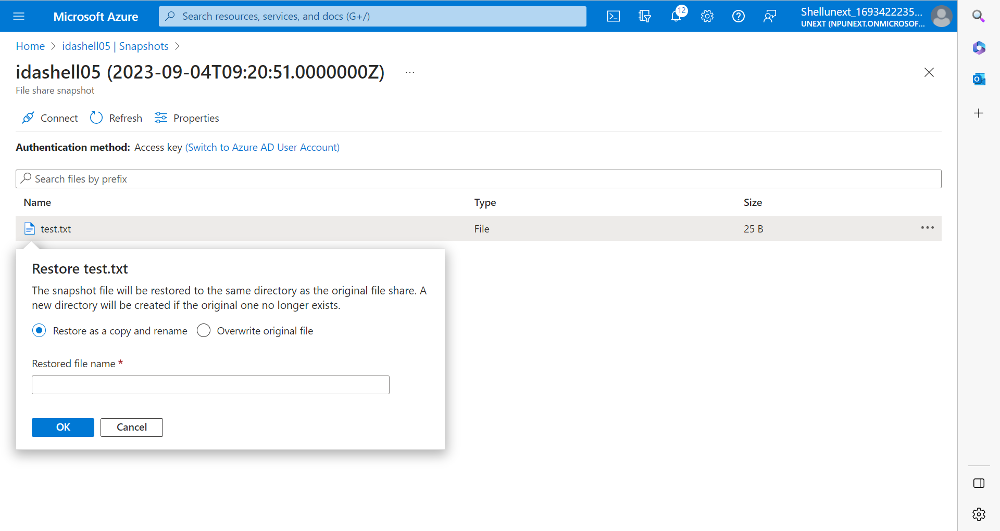 Microsoft Azure
Search resources, services, and docs (G+/)
12
Shellunext_1693422235...
UNEXT (NPUNEXT.ONMICROSOF...
Home > idashell05 | Snapshots >
idashell05 (2023-09-04T09:20:51.0000000Z) ...
File share snapshot
Connect Refresh Properties
Authentication method: Access key (Switch to Azure AD User Account)
Search files by prefix
Name Type Size
test.txt File 25 B
Restore test.txt
The snapshot file will be restored to the same directory as the original file share. A
new directory will be created if the original one no longer exists.
Restore as a copy and rename Overwrite original file
Restored file name *
OK Cancel